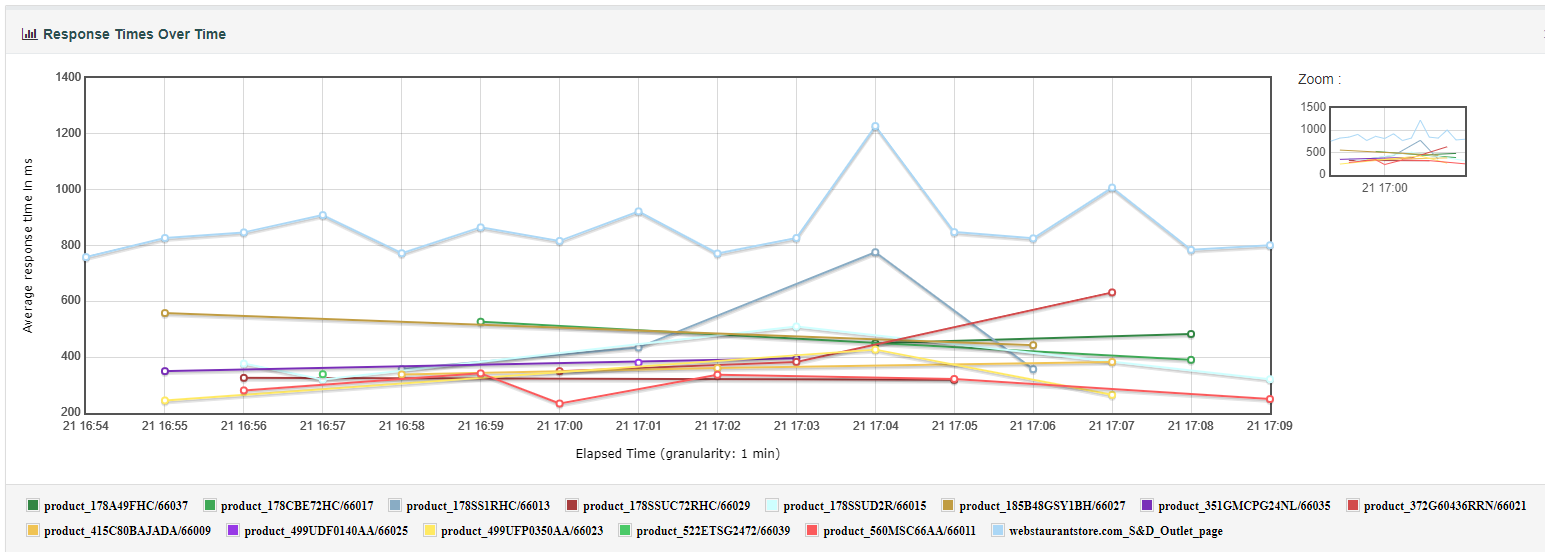 Response Times Over Time
Zoom :
1400
1200
1000
800
600
400
200
Average response time in ms
21 16:54 21 16:55 21 16:56 21 16:57 21 16:58 21 16:59 21 17:00 21 17:01 21 17:02 21 17:03 21 17:04 21 17:05 21 17:06 21 17:07 21 17:08 21 17:09
Elapsed Time (granularity: 1 min)
1500
1000
500
0
21 17:00
product_178A49FHC/66037 product_178CBE72HC/66017 product_178SS1RHC/66013 product_178SSUC72RHC/66029 product_178SSUD2R/66015 product_185B48GSY1BH/66027 product_351GMCPG24NL/66035 product_372G60436RRN/66021
product_415C80BAJADA/66009 product_499UDF0140AA/66025 product_499UFP0350AA/66023 product_522ETSG2472/66039 product_560MSC66AA/66011 webstaurantstore.com_S&D_Outlet_page